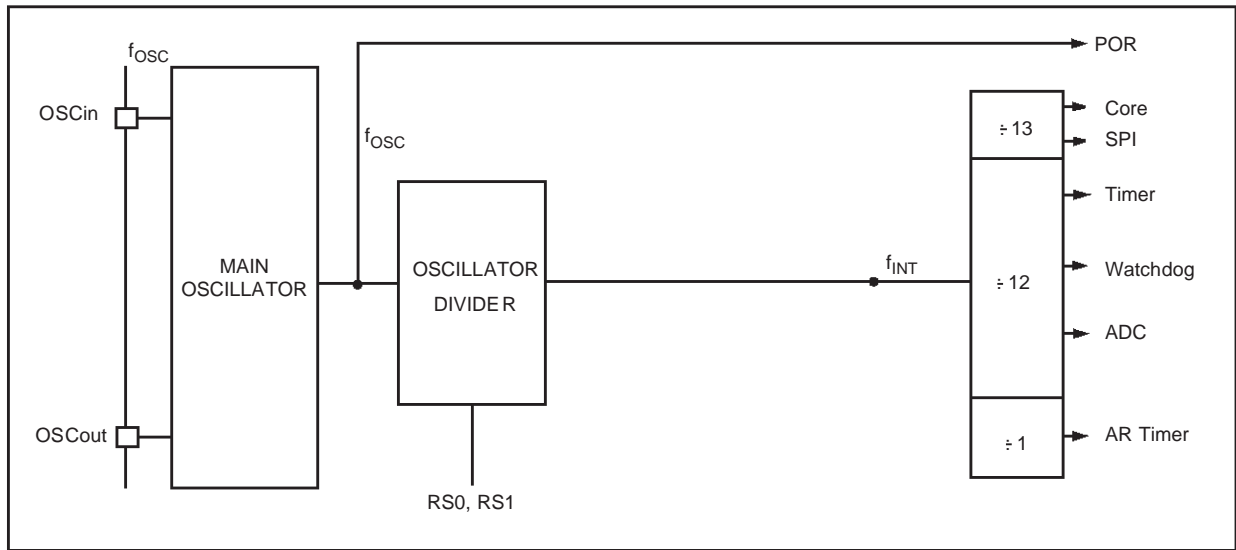 fOSC
POR
OSCin
fOSC
÷13
Core
SPI
Timer
MAIN
OSCILLATOR
OSCILLATOR
DIVIDER
fINT
÷12
Watchdog
ADC
OSCout
÷1
AR Timer
RS0, RS1